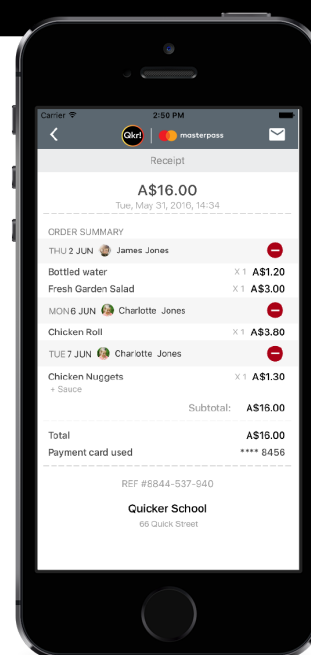 Carrier 2:50 PM
Qkr! masterpass
Receipt
A$16.00
Tue, May 31, 2016, 14:34
ORDER SUMMARY
THU 2 JUN James Jones
Bottled water X 1 A$1.20
Fresh Garden Salad X 1 A$3.00
MON 6 JUN Charlotte Jones
Chicken Roll X 1 A$3.80
TUE 7 JUN Charlotte Jones
Chicken Nuggets X 1 A$1.30
+ Sauce
Subtotal: A$16.00
Total A$16.00
Payment card used **** 8456
REF #8844-537-940
Quicker School
66 Quick Street